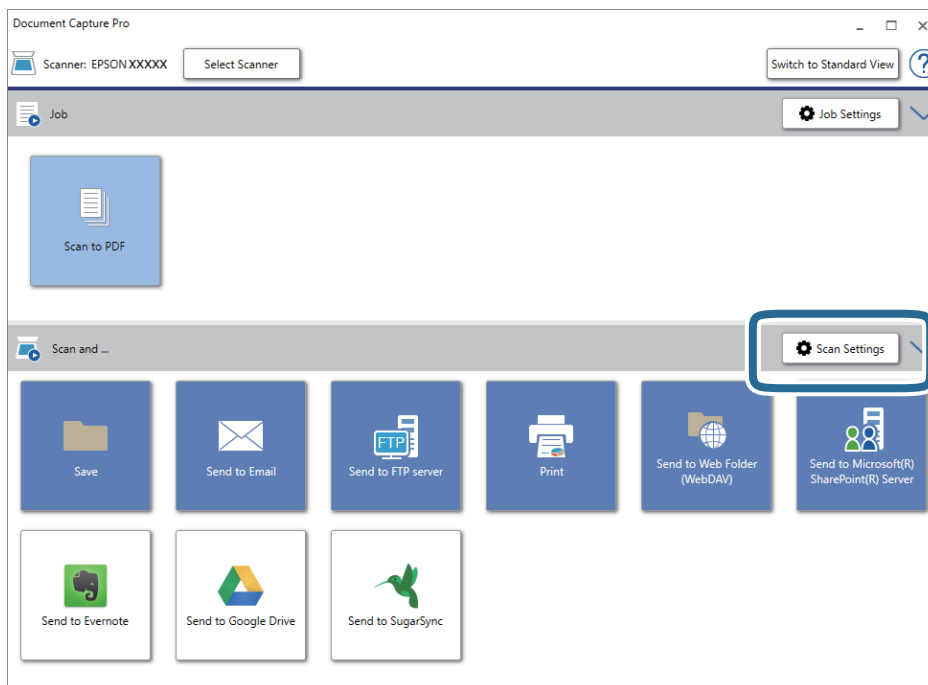 Document Capture Pro
Scanner: EPSON XXXXX
Select Scanner
Switch to Standard View
?
Job
Job Settings
Scan to PDF
Scan and ...
Scan Settings
Save
Send to Email
FTP
Send to FTP server
Print
Send to Web Folder
(WebDAV)
Send to Microsoft(R)
SharePoint(R) Server
Send to Evernote
Send to Google Drive
Send to SugarSync